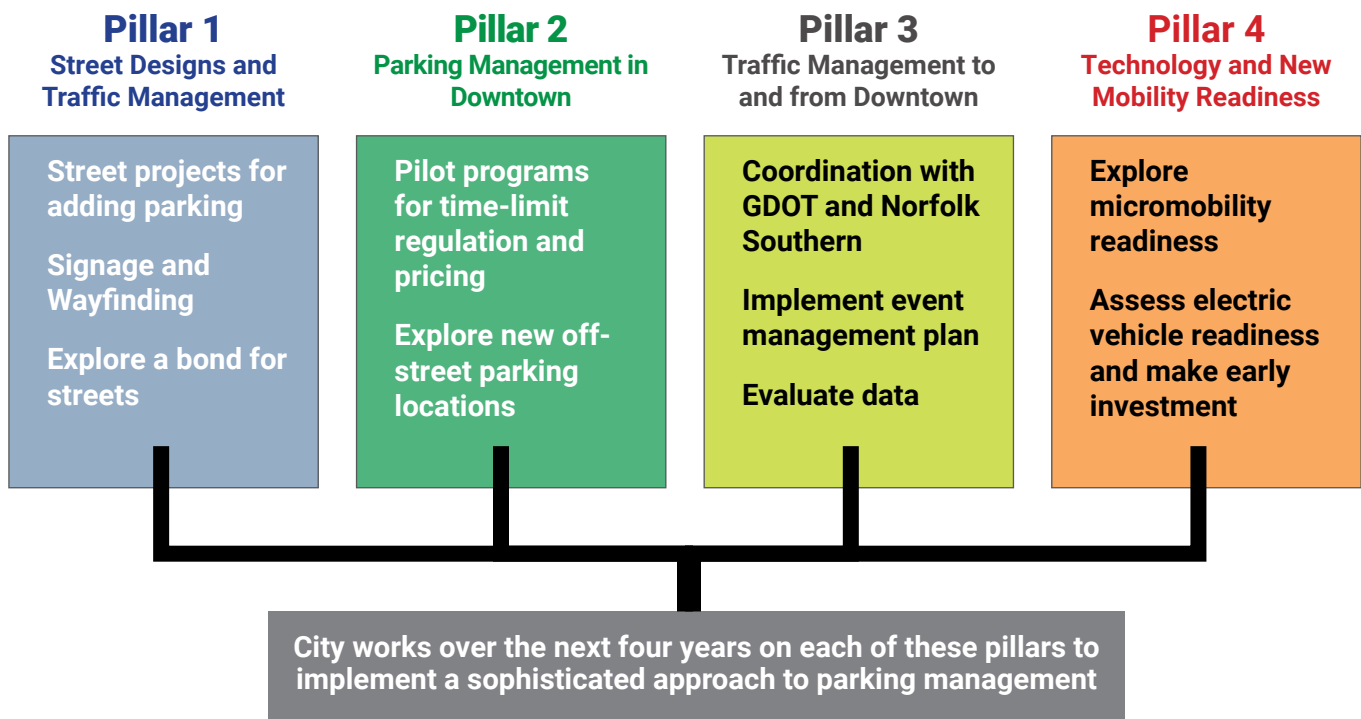 Pillar 1
Street Designs and
Traffic Management
Street projects for
adding parking
Signage and
Wayfinding
Explore a bond for
streets
Pillar 2
Parking Management in
Downtown
Pilot programs
for time-limit
regulation and
pricing
Explore new off-
street parking
locations
Pillar 3
Traffic Management to
and from Downtown
Coordination with
GDOT and Norfolk
Southern
Implement event
management plan
Evaluate data
Pillar 4
Technology and New
Mobility Readiness
Explore
micromobility
readiness
Assess electric
vehicle readiness
and make early
investment
City works over the next four years on each of these pillars to
implement a sophisticated approach to parking management